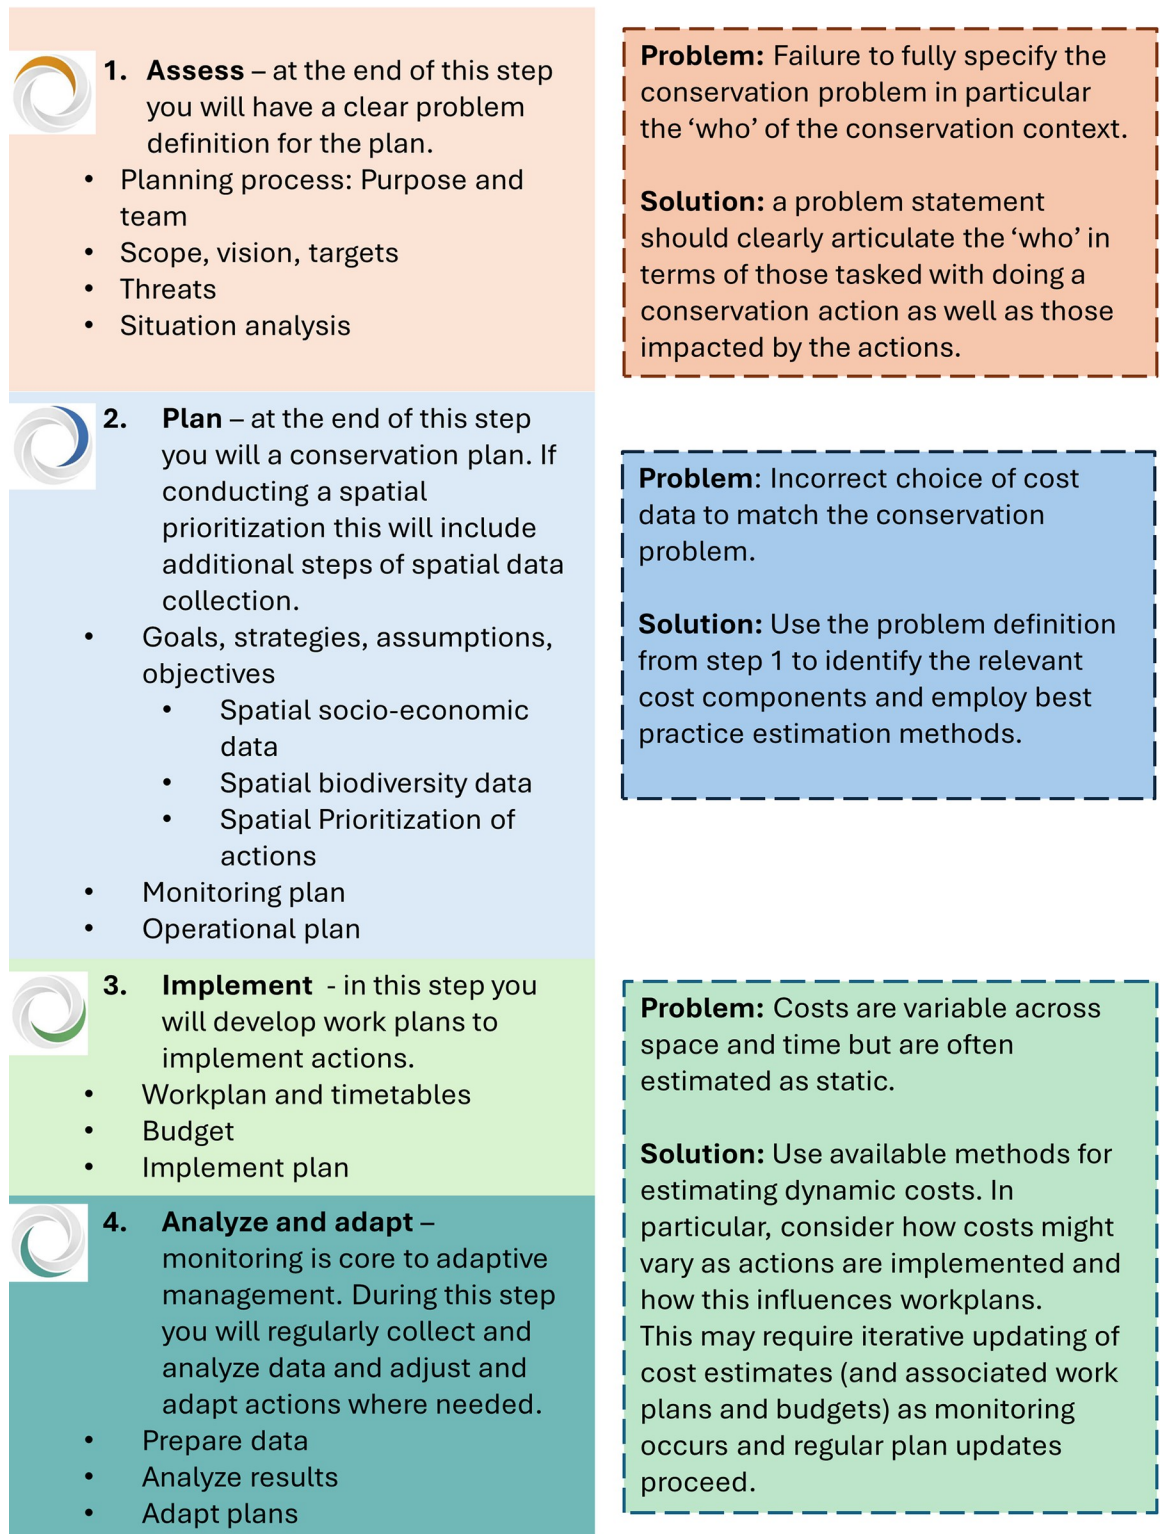 1. Assess – at the end of this step
you will have a clear problem
definition for the plan.
• Planning process: Purpose and
team
• Scope, vision, targets
• Threats
• Situation analysis
Problem: Failure to fully specify the
conservation problem in particular
the ‘who’ of the conservation context.
Solution: a problem statement
should clearly articulate the ‘who’ in
terms of those tasked with doing a
conservation action as well as those
impacted by the actions.
2. Plan – at the end of this step
you will a conservation plan. If
conducting a spatial
prioritization this will include
additional steps of spatial data
collection.
• Goals, strategies, assumptions,
objectives
• Spatial socio-economic
data
• Spatial biodiversity data
• Spatial Prioritization of
actions
• Monitoring plan
• Operational plan
Problem: Incorrect choice of cost
data to match the conservation
problem.
Solution: Use the problem definition
from step 1 to identify the relevant
cost components and employ best
practice estimation methods.
3. Implement - in this step you
will develop work plans to
implement actions.
• Workplan and timetables
• Budget
• Implement plan
4. Analyze and adapt –
monitoring is core to adaptive
management. During this step
you will regularly collect and
analyze data and adjust and
adapt actions where needed.
• Prepare data
• Analyze results
• Adapt plans
Problem: Costs are variable across
space and time but are often
estimated as static.
Solution: Use available methods for
estimating dynamic costs. In
particular, consider how costs might
vary as actions are implemented and
how this influences workplans.
This may require iterative updating of
cost estimates (and associated work
plans and budgets) as monitoring
occurs and regular plan updates
proceed.